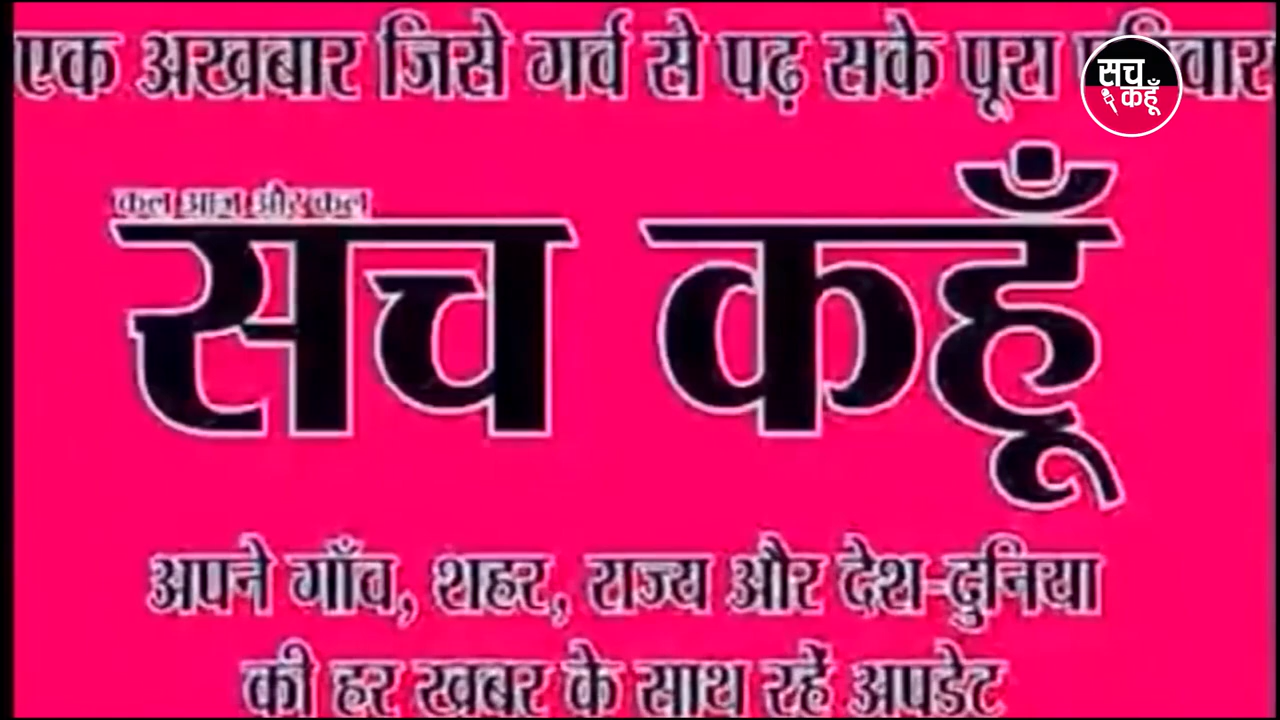 एक अखबार जिसे गर्व से पढ़ सके पूरा
सच
कहूँ
कल आज और कल
सच कहूँ
अपने गाँव, शहर, राज्य और देश-दुनिया
की हर खबर के साथ रहें अपडेट